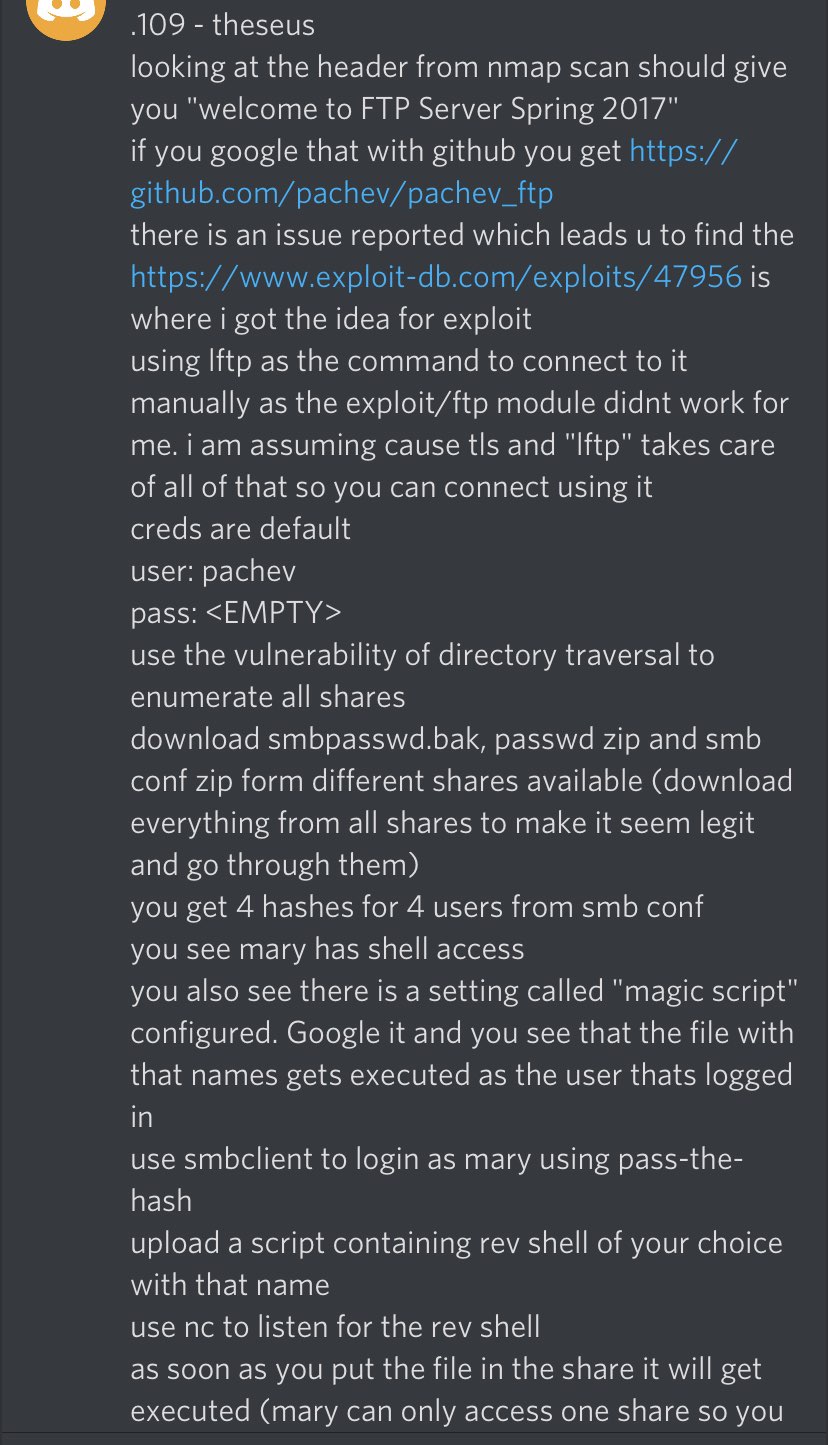 .109 - theseus
looking at the header from nmap scan should give
you "welcome to FTP Server Spring 2017"
if you google that with github you get https://
github.com/pachev/pachev_ftp
there is an issue reported which leads u to find the
https://www.exploit-db.com/exploits/47956 is
where i got the idea for exploit
using lftp as the command to connect to it
manually as the exploit/ftp module didnt work for
me. i am assuming cause tls and "lftp" takes care
of all of that so you can connect using it
creds are default
user: pachev
pass: <EMPTY>
use the vulnerability of directory traversal to
enumerate all shares
download smbpasswd.bak, passwd zip and smb
conf zip form different shares available (download
everything from all shares to make it seem legit
and go through them)
you get 4 hashes for 4 users from smb conf
you see mary has shell access
you also see there is a setting called "magic script"
configured. Google it and you see that the file with
that names gets executed as the user thats logged
in
use smbclient to login as mary using pass-the-
hash
upload a script containing rev shell of your choice
with that name
use nc to listen for the rev shell
as soon as you put the file in the share it will get
executed (mary can only access one share so you